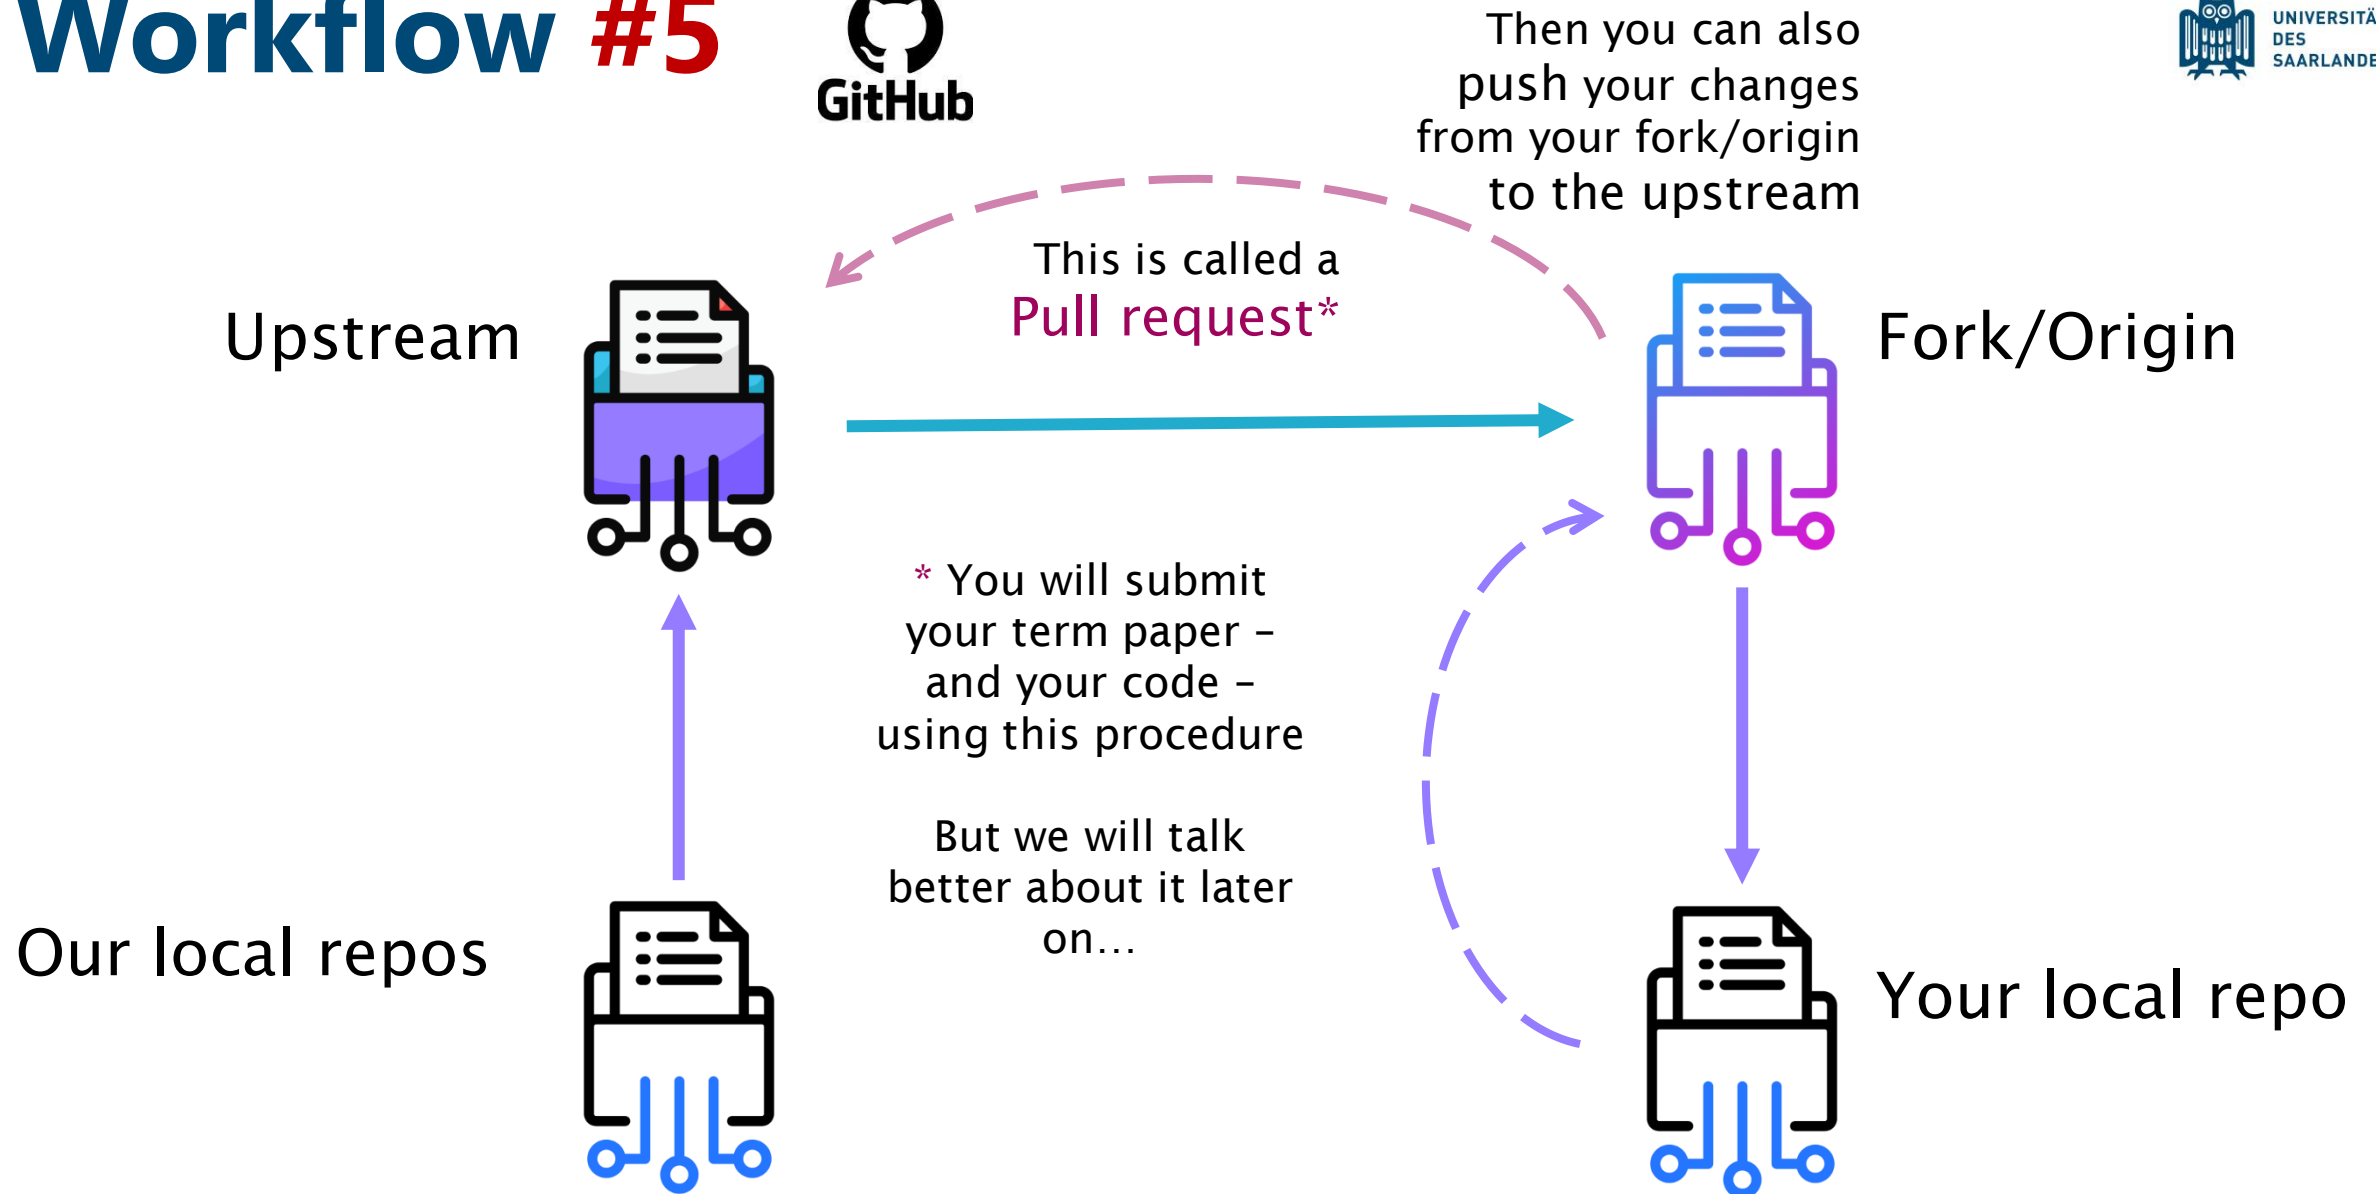 Workflow #5
GitHub
Then you can also
push your changes
from your fork/origin
to the upstream
UNIVERSITÄ
DES
SAARLANDE
This is called a
Pull request*
Upstream
Fork/Origin
* You will submit
your term paper –
and your code –
using this procedure
But we will talk
better about it later
on…
Our local repos
Your local repo